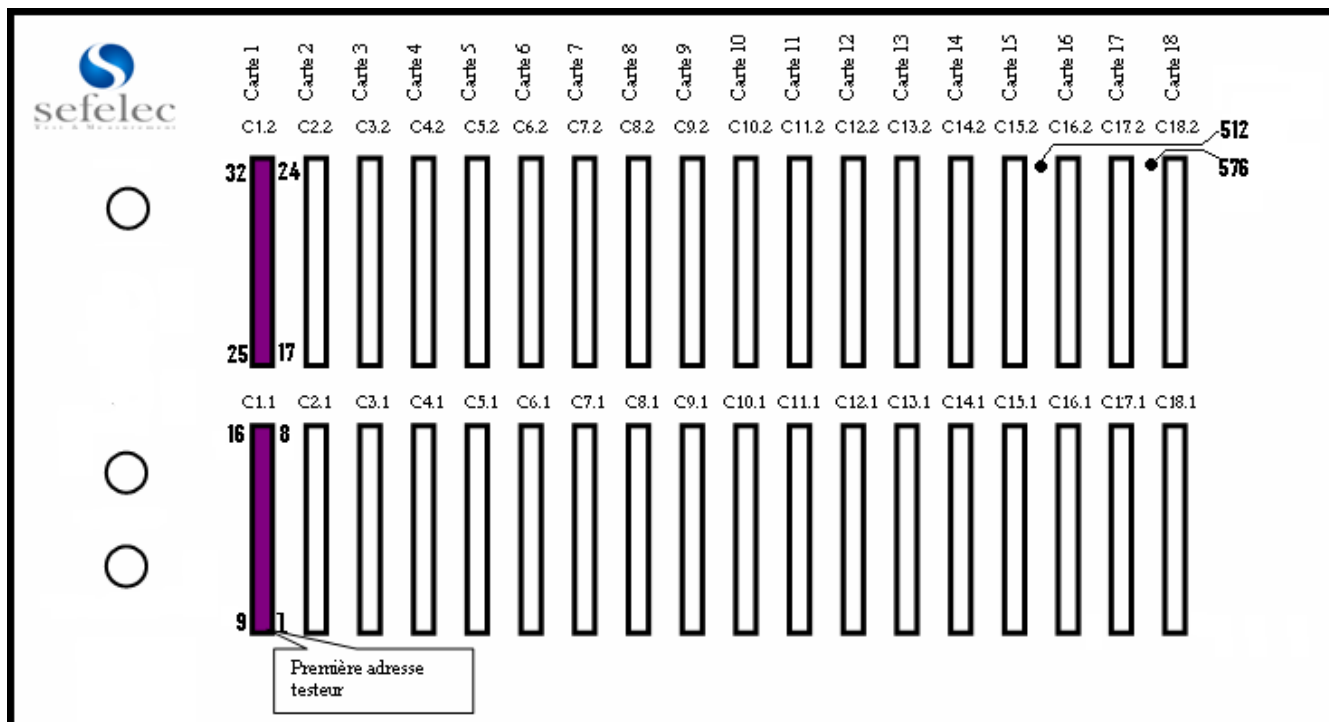 sefelec
Test & Measurement
Carte 1
Carte 2
Carte 3
Carte 4
Carte 5
Carte 6
Carte 7
Carte 8
Carte 9
Carte 10
Carte 11
Carte 12
Carte 13
Carte 14
Carte 15
Carte 16
Carte 17
Carte 18
C1.2 C2.2 C3.2 C4.2 C5.2 C6.2 C7.2 C8.2 C9.2 C10.2 C11.2 C12.2 C13.2 C14.2 C15.2 C16.2 C17.2 C18.2
512
32 24
576
25 17
C1.1 C2.1 C3.1 C4.1 C5.1 C6.1 C7.1 C8.1 C9.1 C10.1 C11.1 C12.1 C13.1 C14.1 C15.1 C16.1 C17.1 C18.1
16 8
9 1
Première adresse
testeur